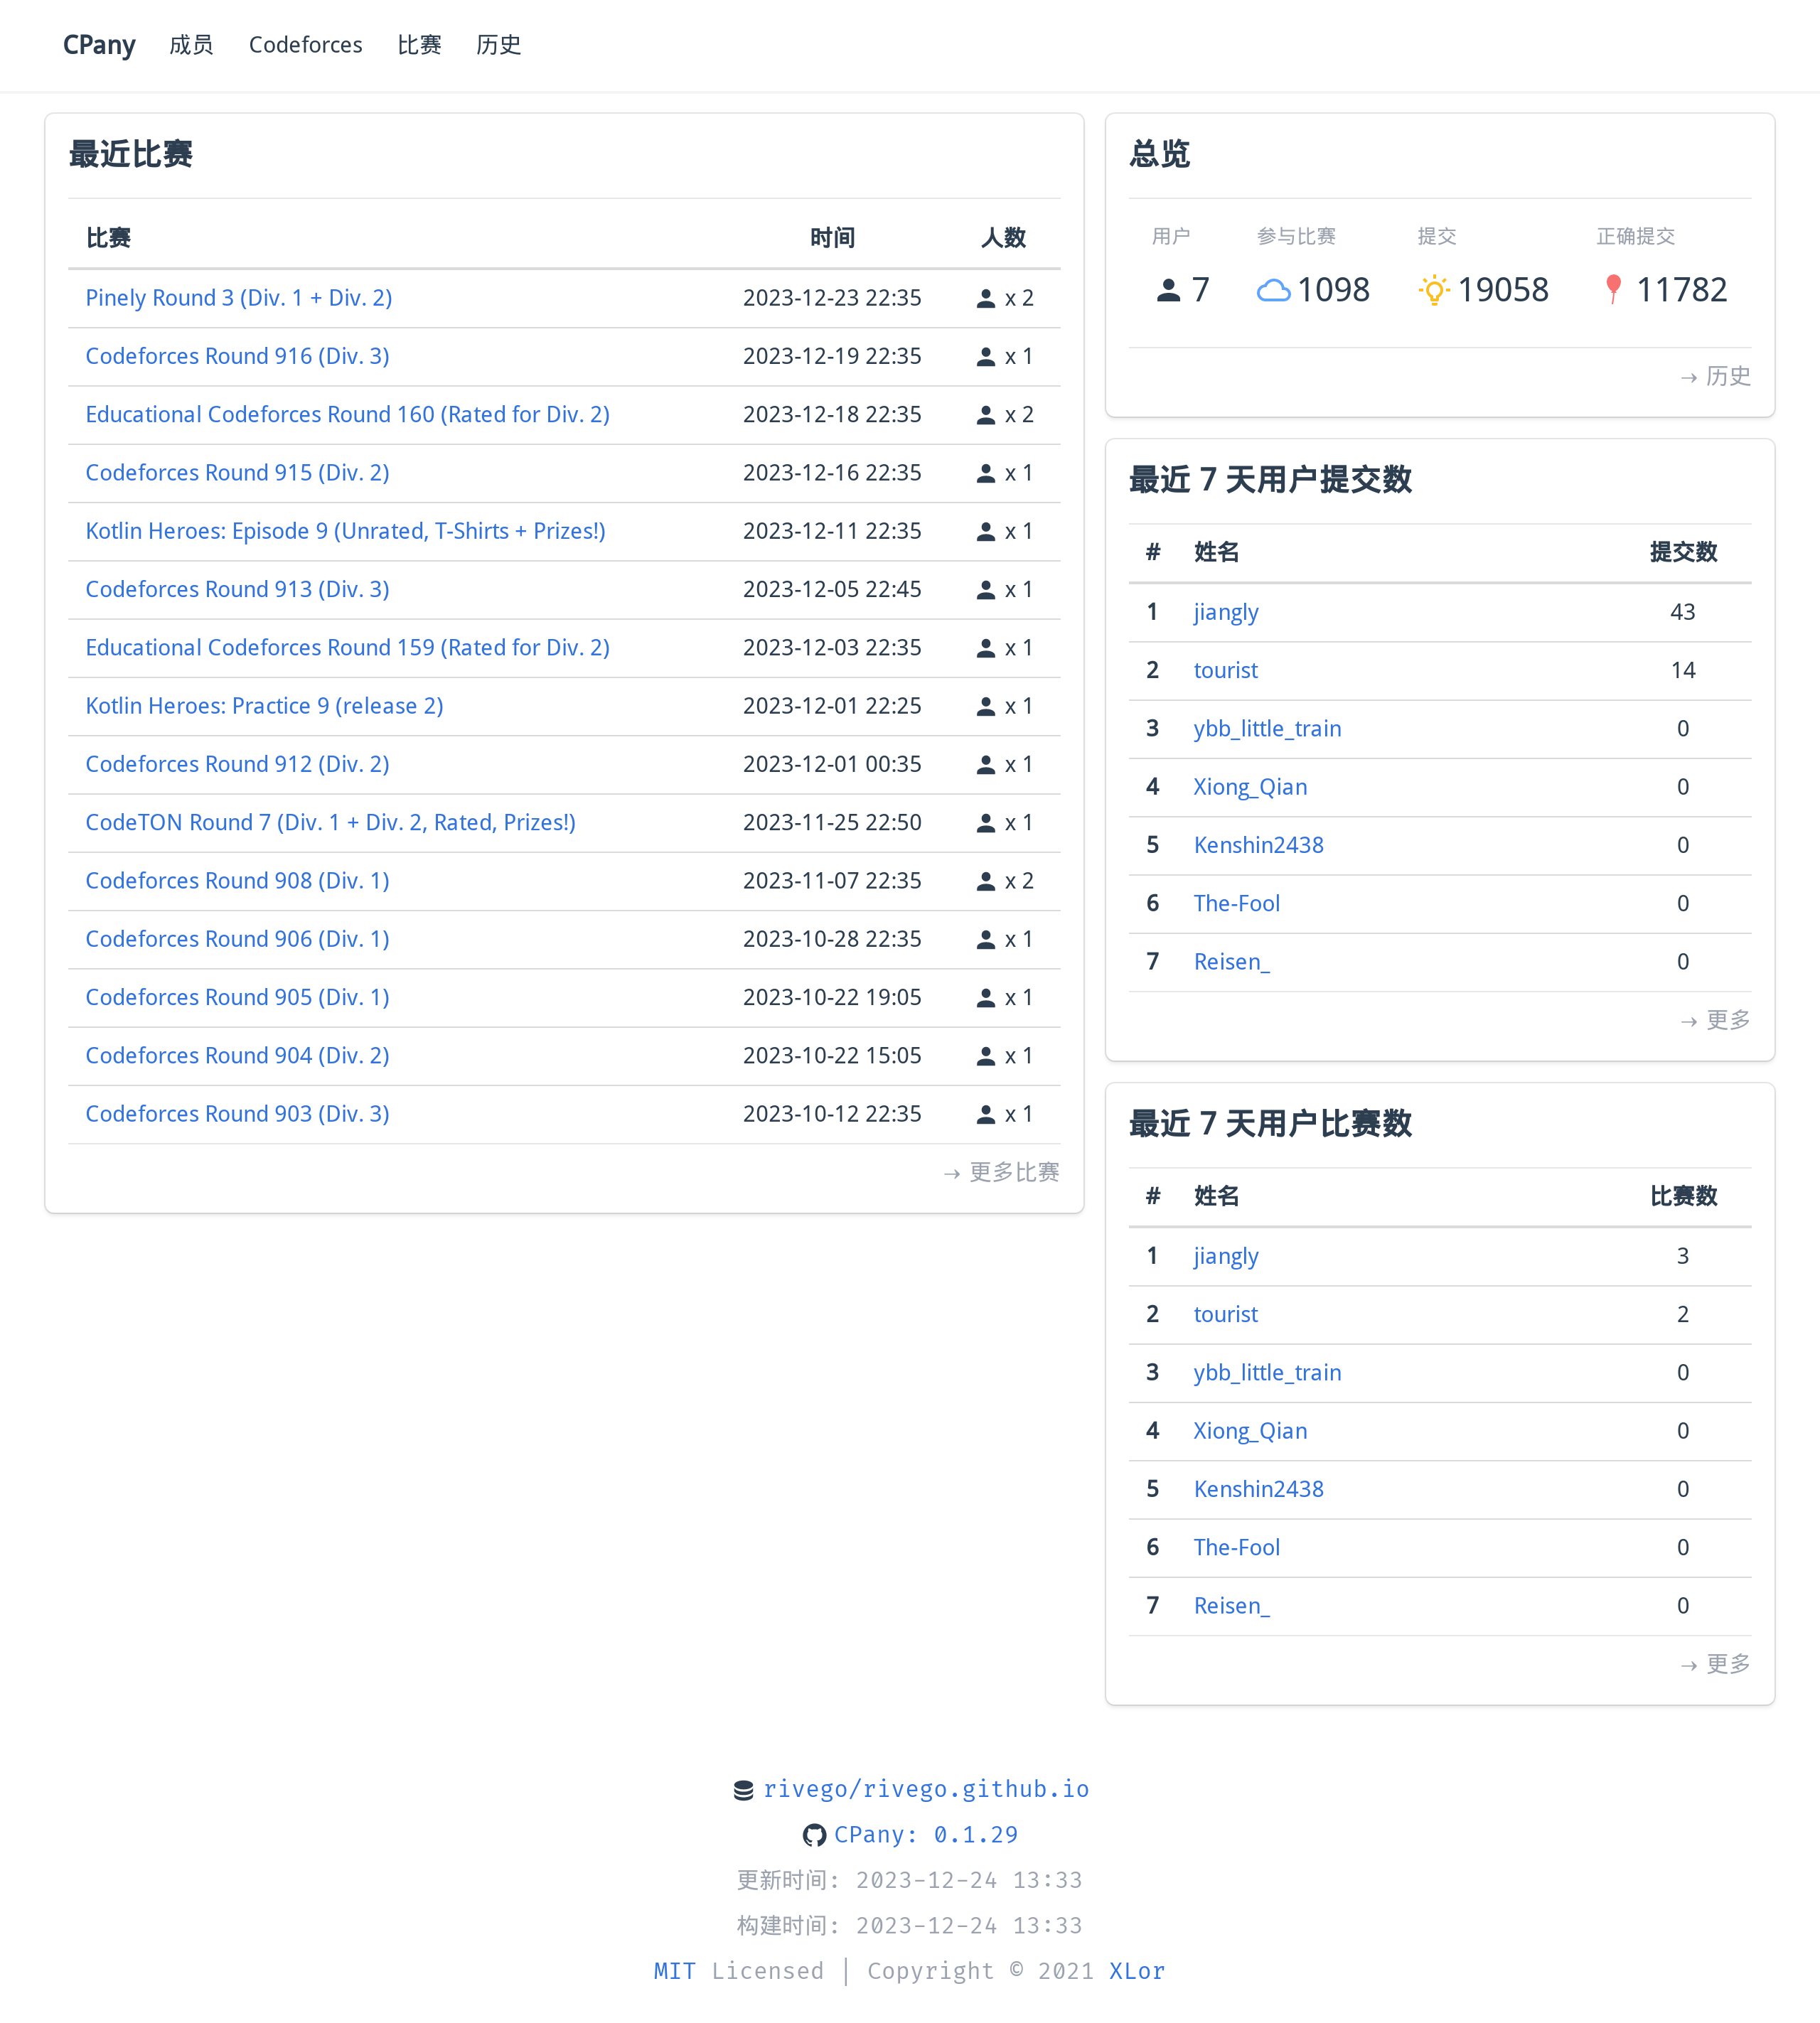 CPany 成员 Codeforces 比赛 历史
最近比赛
比赛 时间 人数
Pinely Round 3 (Div. 1 + Div. 2) 2023-12-23 22:35 x 2
Codeforces Round 916 (Div. 3) 2023-12-19 22:35 x 1
Educational Codeforces Round 160 (Rated for Div. 2) 2023-12-18 22:35 x 2
Codeforces Round 915 (Div. 2) 2023-12-16 22:35 x 1
Kotlin Heroes: Episode 9 (Unrated, T-Shirts + Prizes!) 2023-12-11 22:35 x 1
Codeforces Round 913 (Div. 3) 2023-12-05 22:45 x 1
Educational Codeforces Round 159 (Rated for Div. 2) 2023-12-03 22:35 x 1
Kotlin Heroes: Practice 9 (release 2) 2023-12-01 22:25 x 1
Codeforces Round 912 (Div. 2) 2023-12-01 00:35 x 1
CodeTON Round 7 (Div. 1 + Div. 2, Rated, Prizes!) 2023-11-25 22:50 x 1
Codeforces Round 908 (Div. 1) 2023-11-07 22:35 x 2
Codeforces Round 906 (Div. 1) 2023-10-28 22:35 x 1
Codeforces Round 905 (Div. 1) 2023-10-22 19:05 x 1
Codeforces Round 904 (Div. 2) 2023-10-22 15:05 x 1
Codeforces Round 903 (Div. 3) 2023-10-12 22:35 x 1
→ 更多比赛
总览
用户 参与比赛 提交 正确提交
7 1098 19058 11782
→ 历史
最近 7 天用户提交数
# 姓名 提交数
1 jiangly 43
2 tourist 14
3 ybb_little_train 0
4 Xiong_Qian 0
5 Kenshin2438 0
6 The-Fool 0
7 Reisen_ 0
→ 更多
最近 7 天用户比赛数
# 姓名 比赛数
1 jiangly 3
2 tourist 2
3 ybb_little_train 0
4 Xiong_Qian 0
5 Kenshin2438 0
6 The-Fool 0
7 Reisen_ 0
→ 更多
rivego/rivego.github.io
CPany: 0.1.29
更新时间: 2023-12-24 13:33
构建时间: 2023-12-24 13:33
MIT Licensed | Copyright © 2021 XLor